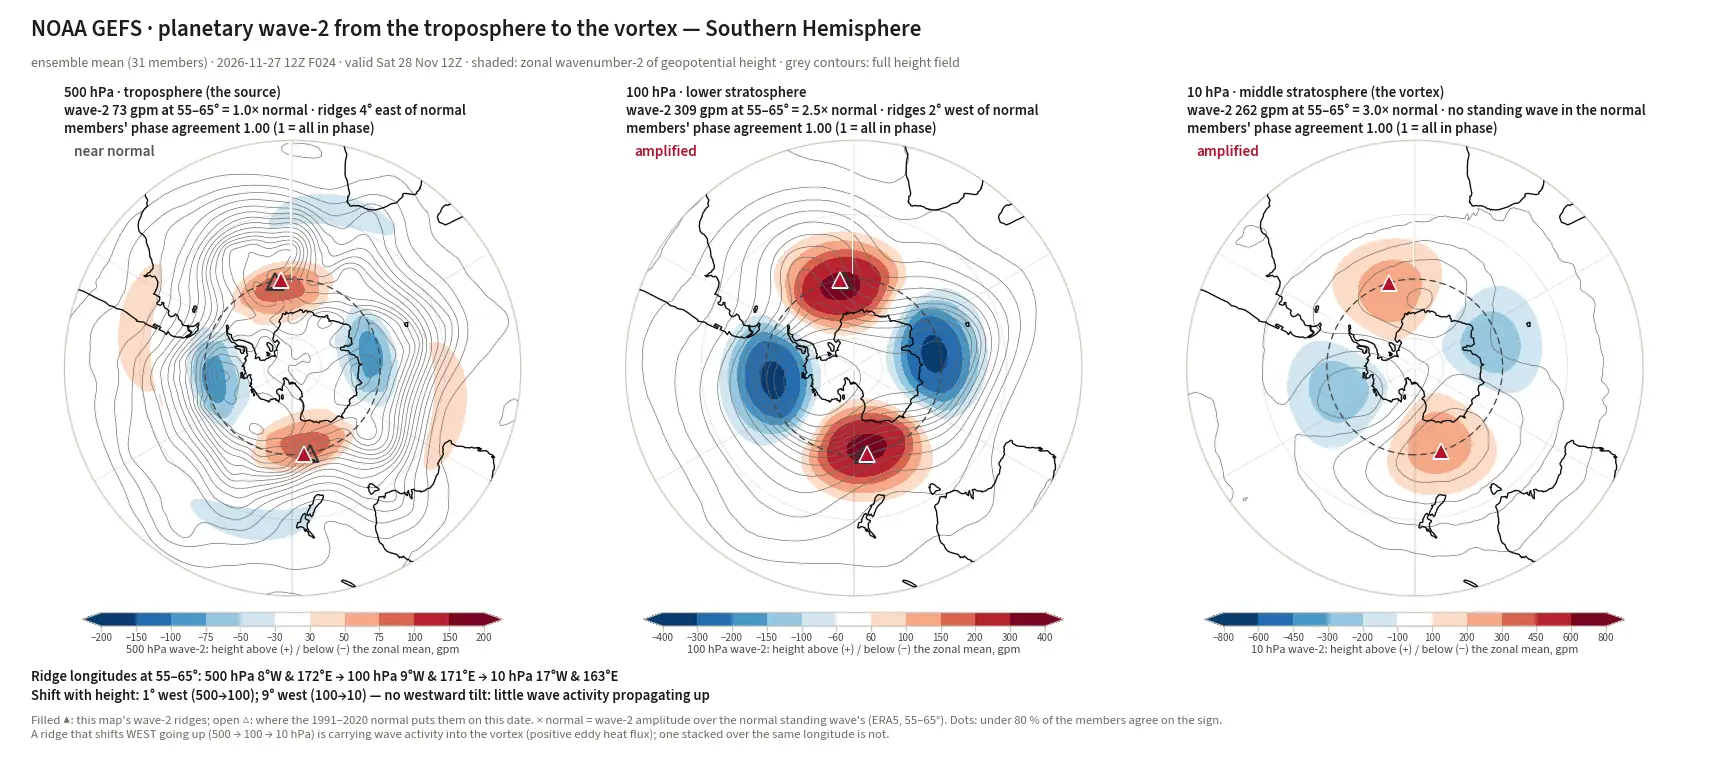 NOAA GEFS · planetary wave-2 from the troposphere to the vortex — Southern Hemisphere
ensemble mean (31 members) · 2026-11-27 12Z F024 · valid Sat 28 Nov 12Z · shaded: zonal wavenumber-2 of geopotential height · grey contours: full height field
500 hPa · troposphere (the source)
wave-2 73 gpm at 55–65° = 1.0× normal · ridges 4° east of normal
members' phase agreement 1.00 (1 = all in phase)
near normal
100 hPa · lower stratosphere
wave-2 309 gpm at 55–65° = 2.5× normal · ridges 2° west of normal
members' phase agreement 1.00 (1 = all in phase)
amplified
10 hPa · middle stratosphere (the vortex)
wave-2 262 gpm at 55–65° = 3.0× normal · no standing wave in the normal
members' phase agreement 1.00 (1 = all in phase)
amplified
−200 −150 −100 −75 −50 −30 30 50 75 100 150 200
500 hPa wave-2: height above (+) / below (−) the zonal mean, gpm
−400 −300 −200 −150 −100 −60 60 100 150 200 300 400
100 hPa wave-2: height above (+) / below (−) the zonal mean, gpm
−800 −600 −450 −300 −200 −100 100 200 300 450 600 800
10 hPa wave-2: height above (+) / below (−) the zonal mean, gpm
Ridge longitudes at 55–65°: 500 hPa 8°W & 172°E → 100 hPa 9°W & 171°E → 10 hPa 17°W & 163°E
Shift with height: 1° west (500→100); 9° west (100→10) — no westward tilt: little wave activity propagating up
Filled ▲: this map's wave-2 ridges; open △: where the 1991–2020 normal puts them on this date. × normal = wave-2 amplitude over the normal standing wave's (ERA5, 55–65°). Dots: under 80 % of the members agree on the sign.
A ridge that shifts WEST going up (500 → 100 → 10 hPa) is carrying wave activity into the vortex (positive eddy heat flux); one stacked over the same longitude is not.